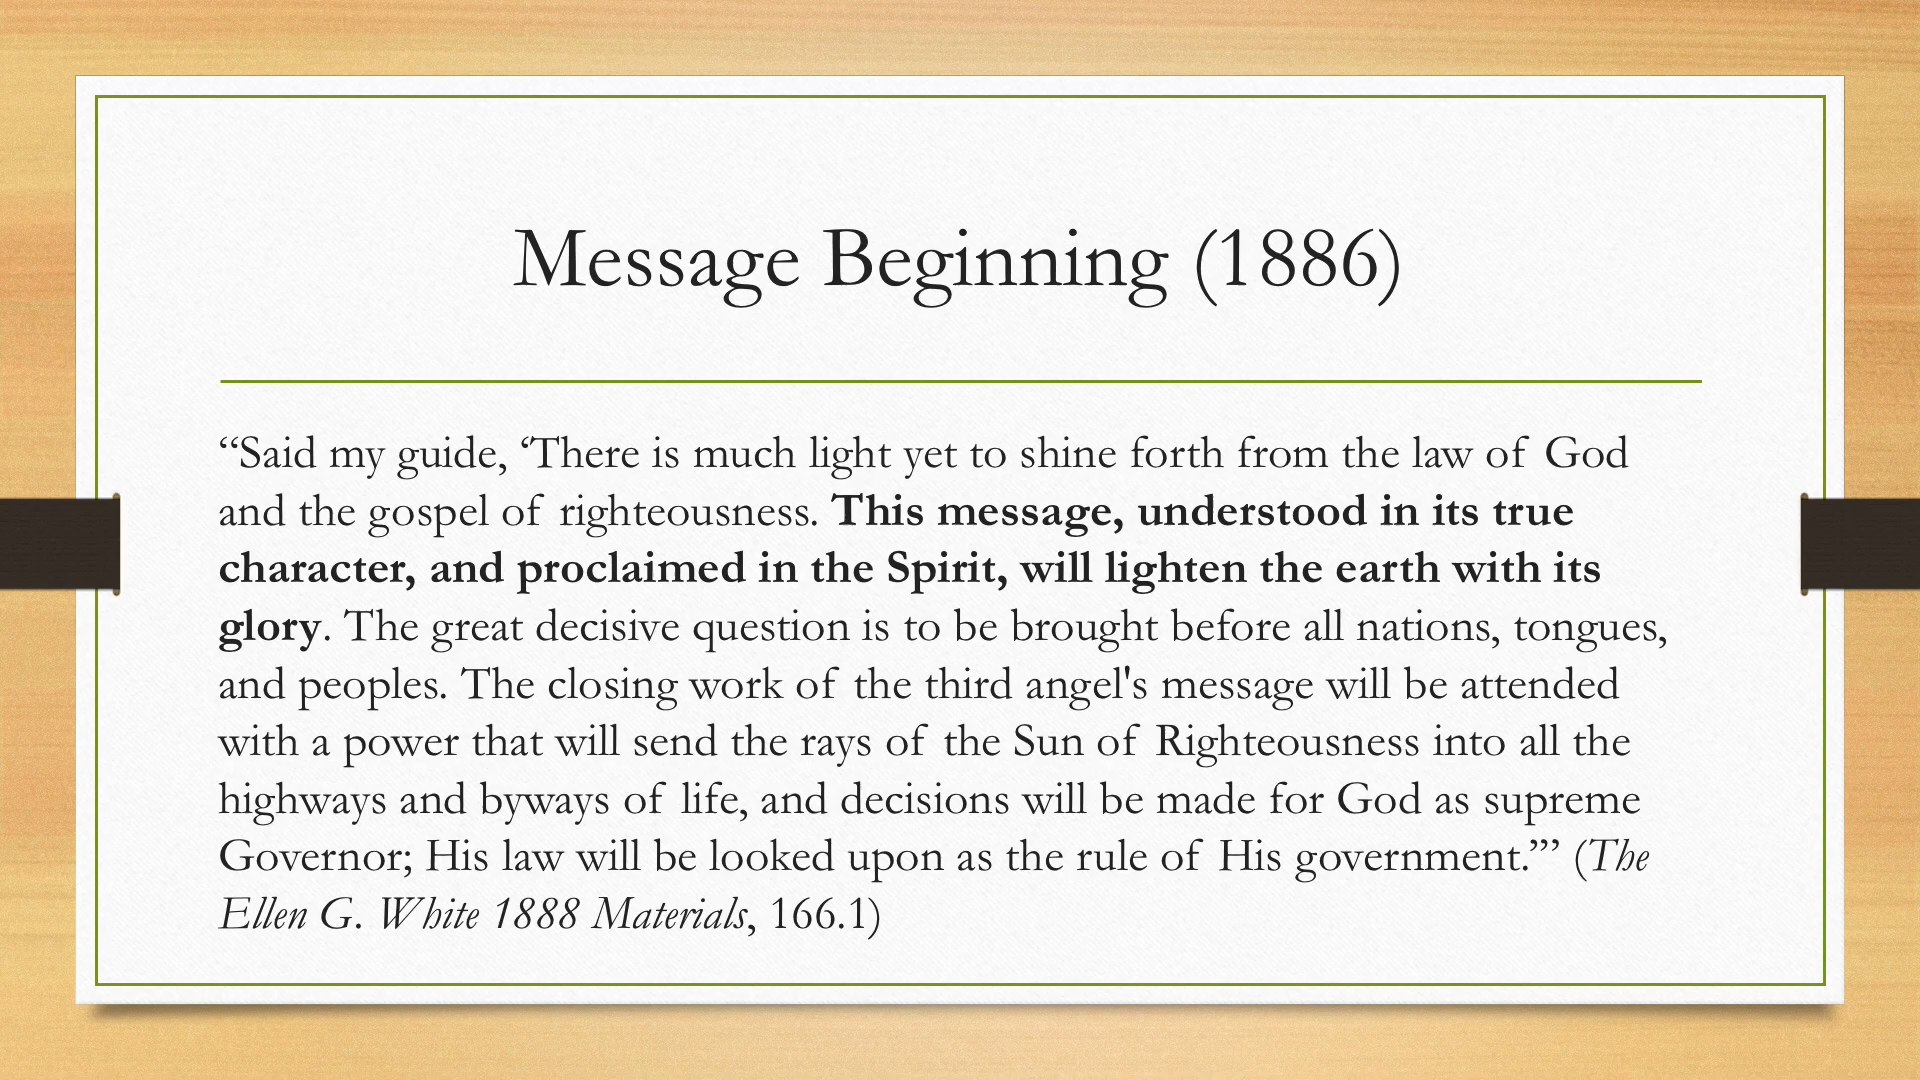 Message Beginning (1886)
“Said my guide, ‘There is much light yet to shine forth from the law of God
and the gospel of righteousness. This message, understood in its true
character, and proclaimed in the Spirit, will lighten the earth with its
glory. The great decisive question is to be brought before all nations, tongues,
and peoples. The closing work of the third angel's message will be attended
with a power that will send the rays of the Sun of Righteousness into all the
highways and byways of life, and decisions will be made for God as supreme
Governor; His law will be looked upon as the rule of His government.”’ (The
Ellen G. White 1888 Materials, 166.1)